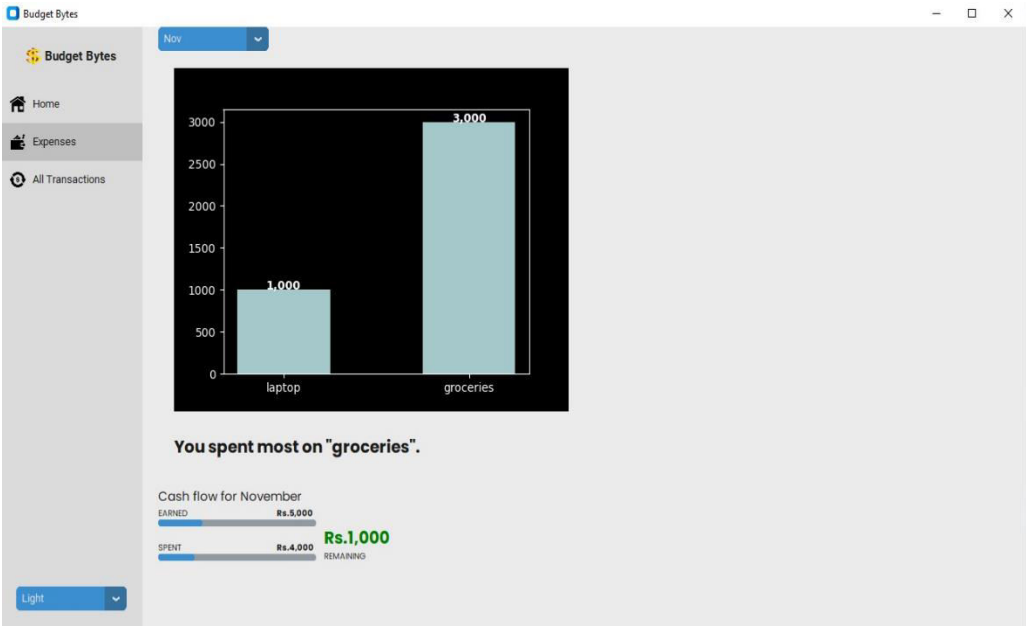 Budget Bytes
Budget Bytes
Home
Expenses
All Transactions
Light
Nov
3000
2500
2000
1500
1000
500
0
1,000
3,000
laptop groceries
You spent most on "groceries".
Cash flow for November
EARNED Rs.5,000
SPENT Rs.4,000
Rs.1,000
REMAINING